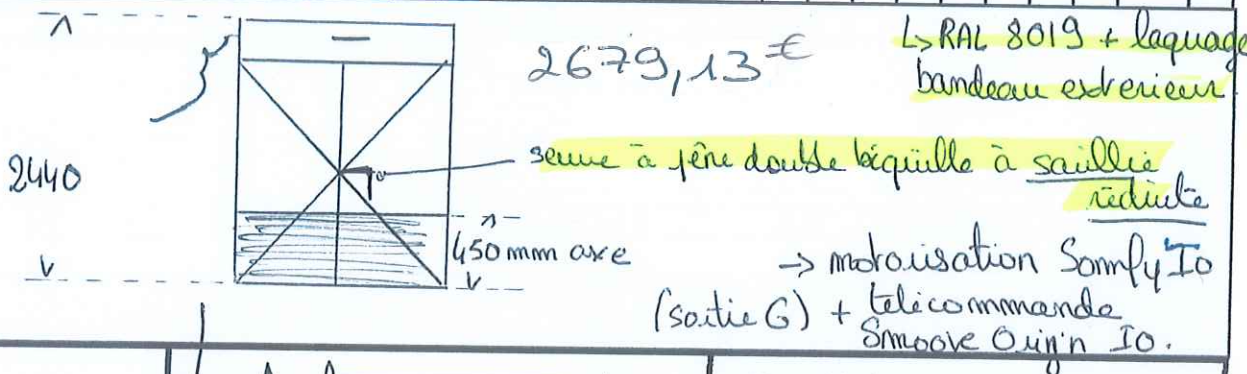 ↳ RAL 8019 + laquage
bandeau exterieur
2679,13 €
serrure à pêne double béquille à saillie
réduite
2440
450 mm axe
→ motorisation Somfy Io
(sortie G) + télécommande
Smoove Origin Io.